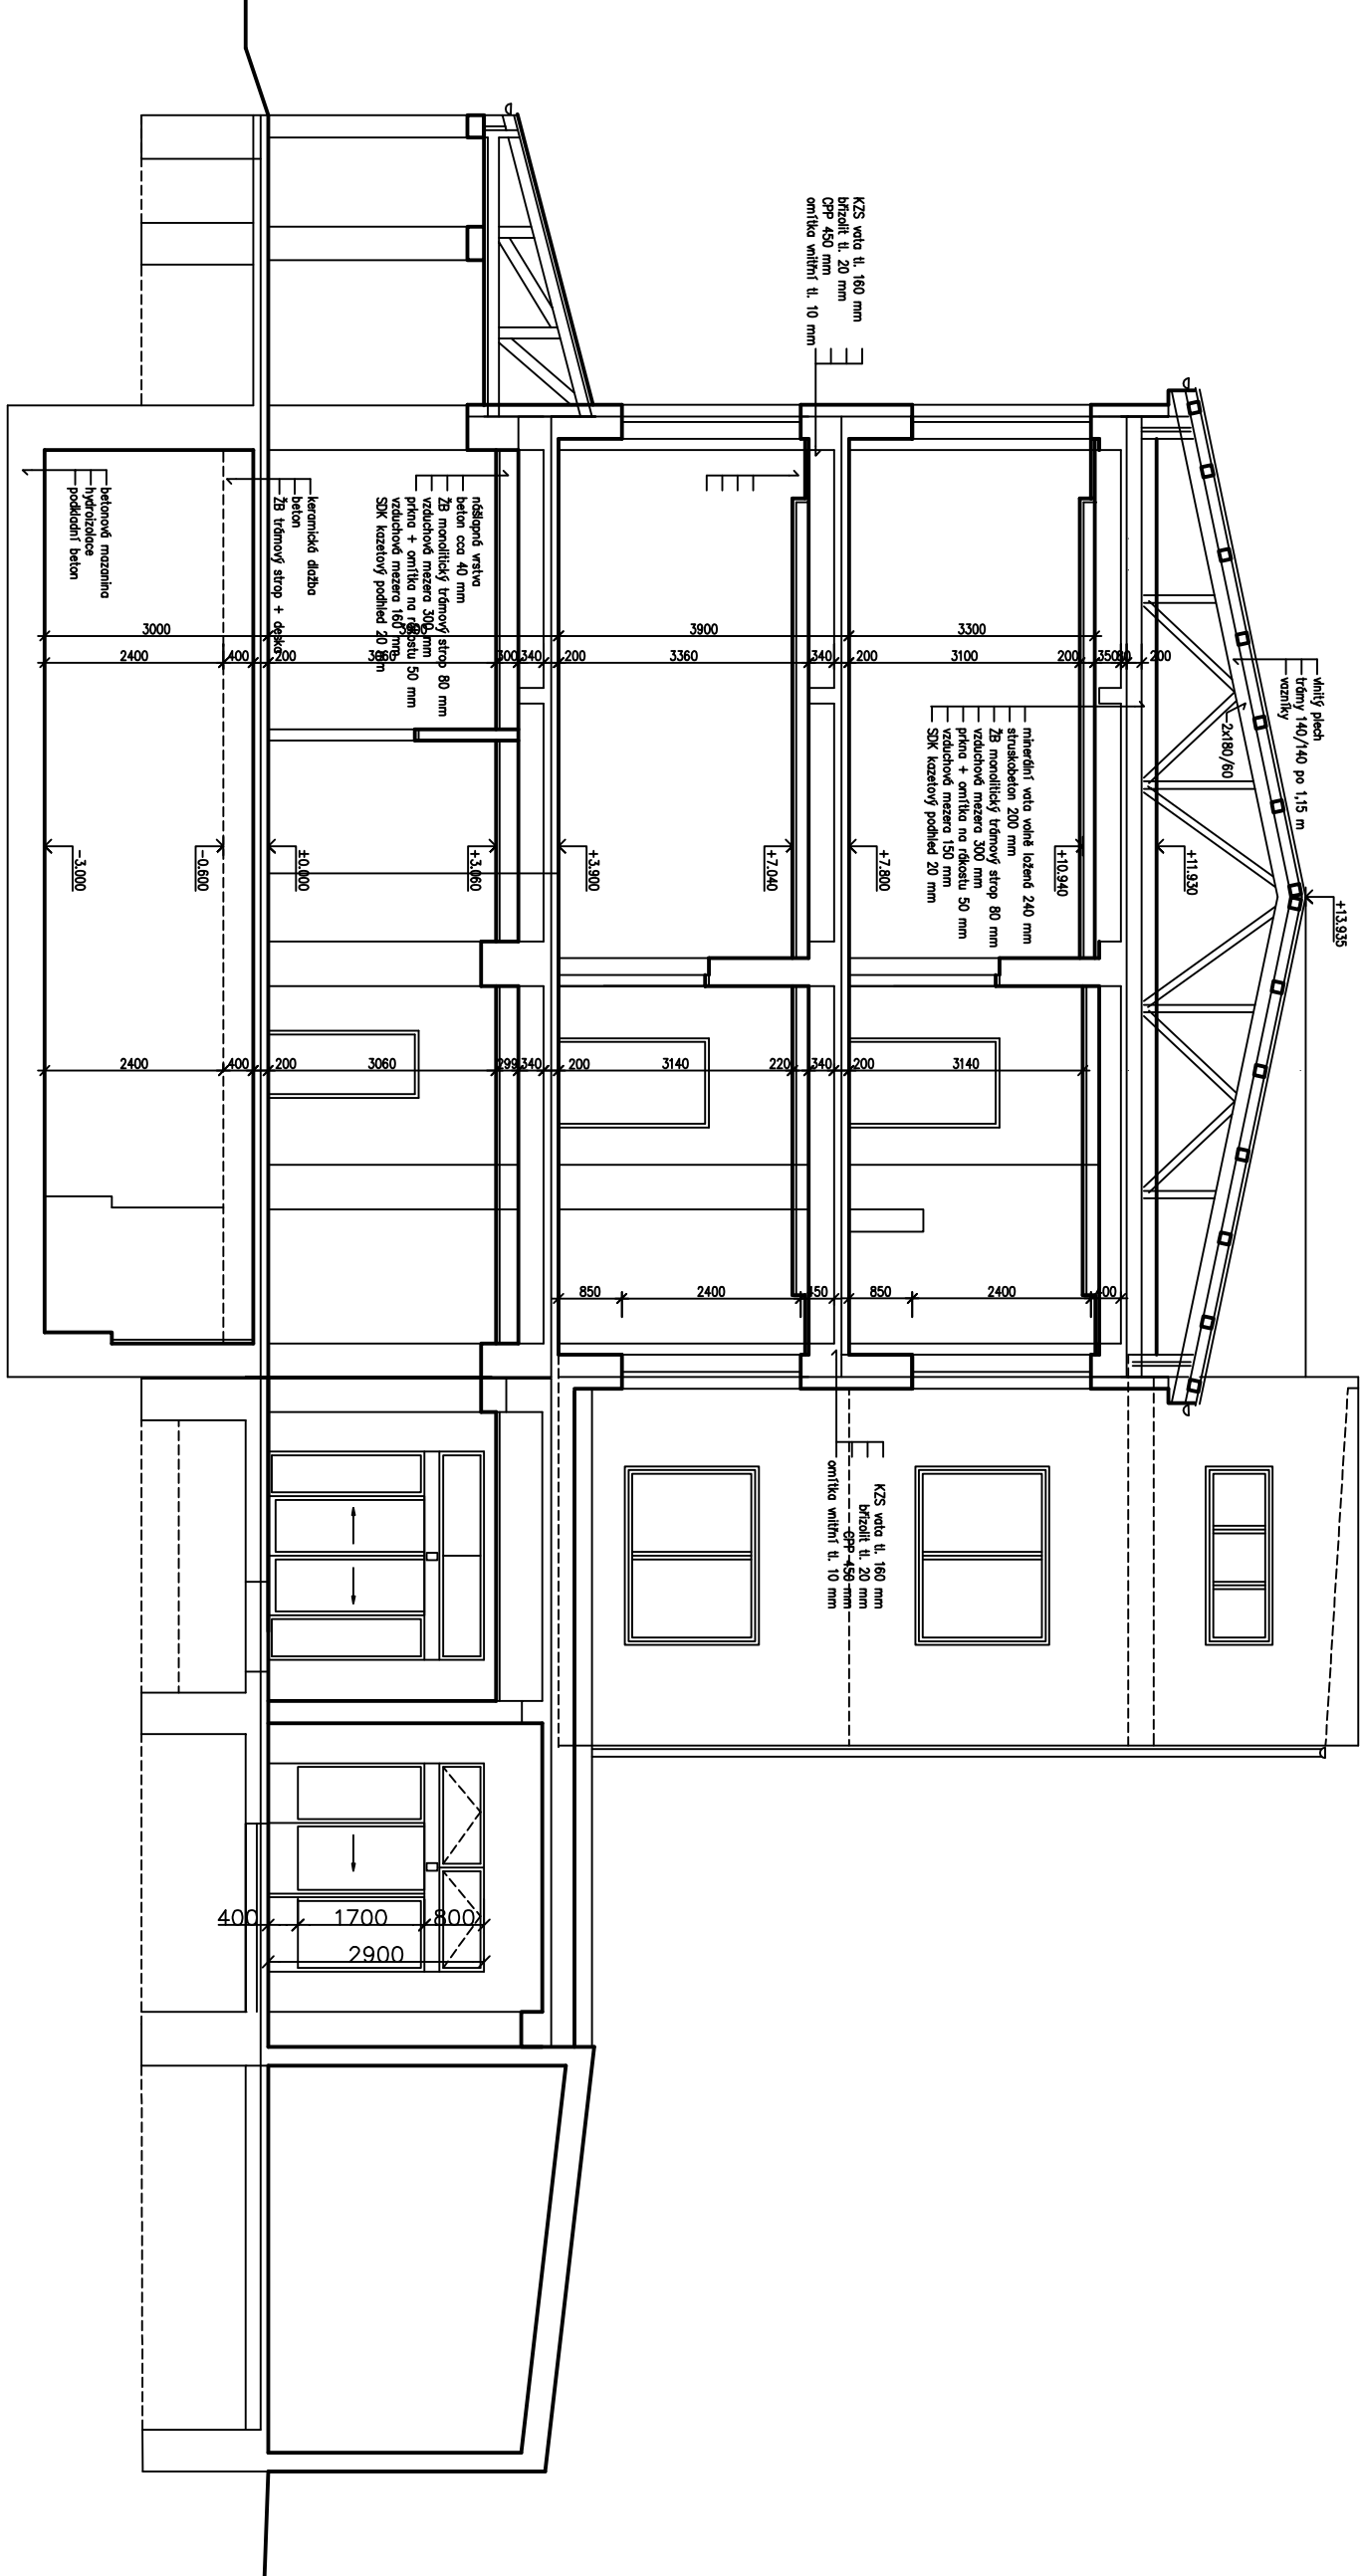 KZS vata tl. 160 mm
břizolit tl. 20 mm
CPP 450 mm
omítka vnitřní tl. 10 mm
vlnitý plech
trámy 140/140 po 1,15 m
vazníky
2x180/60
+13.935
+11.930
+10.940
+7.800
+7.040
+3.900
+3.060
±0.000
-0.600
-3.000
minerální vata volně ložená 240 mm
struskobeton 200 mm
ŽB monolitický trámový strop 80 mm
vzduchová mezera 300 mm
prkna + omítka na rákostu 50 mm
vzduchová mezera 150 mm
SDK kazetový podhled 20 mm
nášlapná vrstva
beton cca 40 mm
ŽB monolitický trámový strop 80 mm
vzduchová mezera 300 mm
prkna + omítka na rákostu 50 mm
vzduchová mezera 160 mm
SDK kazetový podhled 20 mm
keramická dlažba
beton
ŽB trámový strop + deska
betonová mazanina
hydroizolace
podkladní beton
3300
3900
3000
200
3100
200
340
3360
200
340
300
3060
200
400
2400
3140
200
340
220
3140
200
340
299
3060
200
400
2400
2400
850
450
2400
850
KZS vata tl. 160 mm
břizolit tl. 20 mm
CPP 450 mm
omítka vnitřní tl. 10 mm
400
1700
800
2900